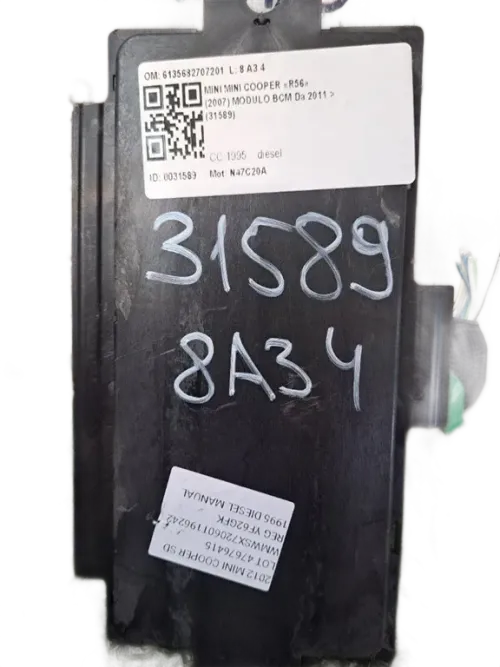 OM: 6135682707201 L: 8 A3 4
MINI MINI COOPER «R56»
(2007) MODULO BCM Da 2011 >
(31589)
CC 1995 diesel
ID: 0031589 Mot: N47C20A
31589
8A34
2012 MINI COOPER SD
LOT 47676415
WMWSX72060T196242
REG YF62GFK
1995 DIESEL MANUAL